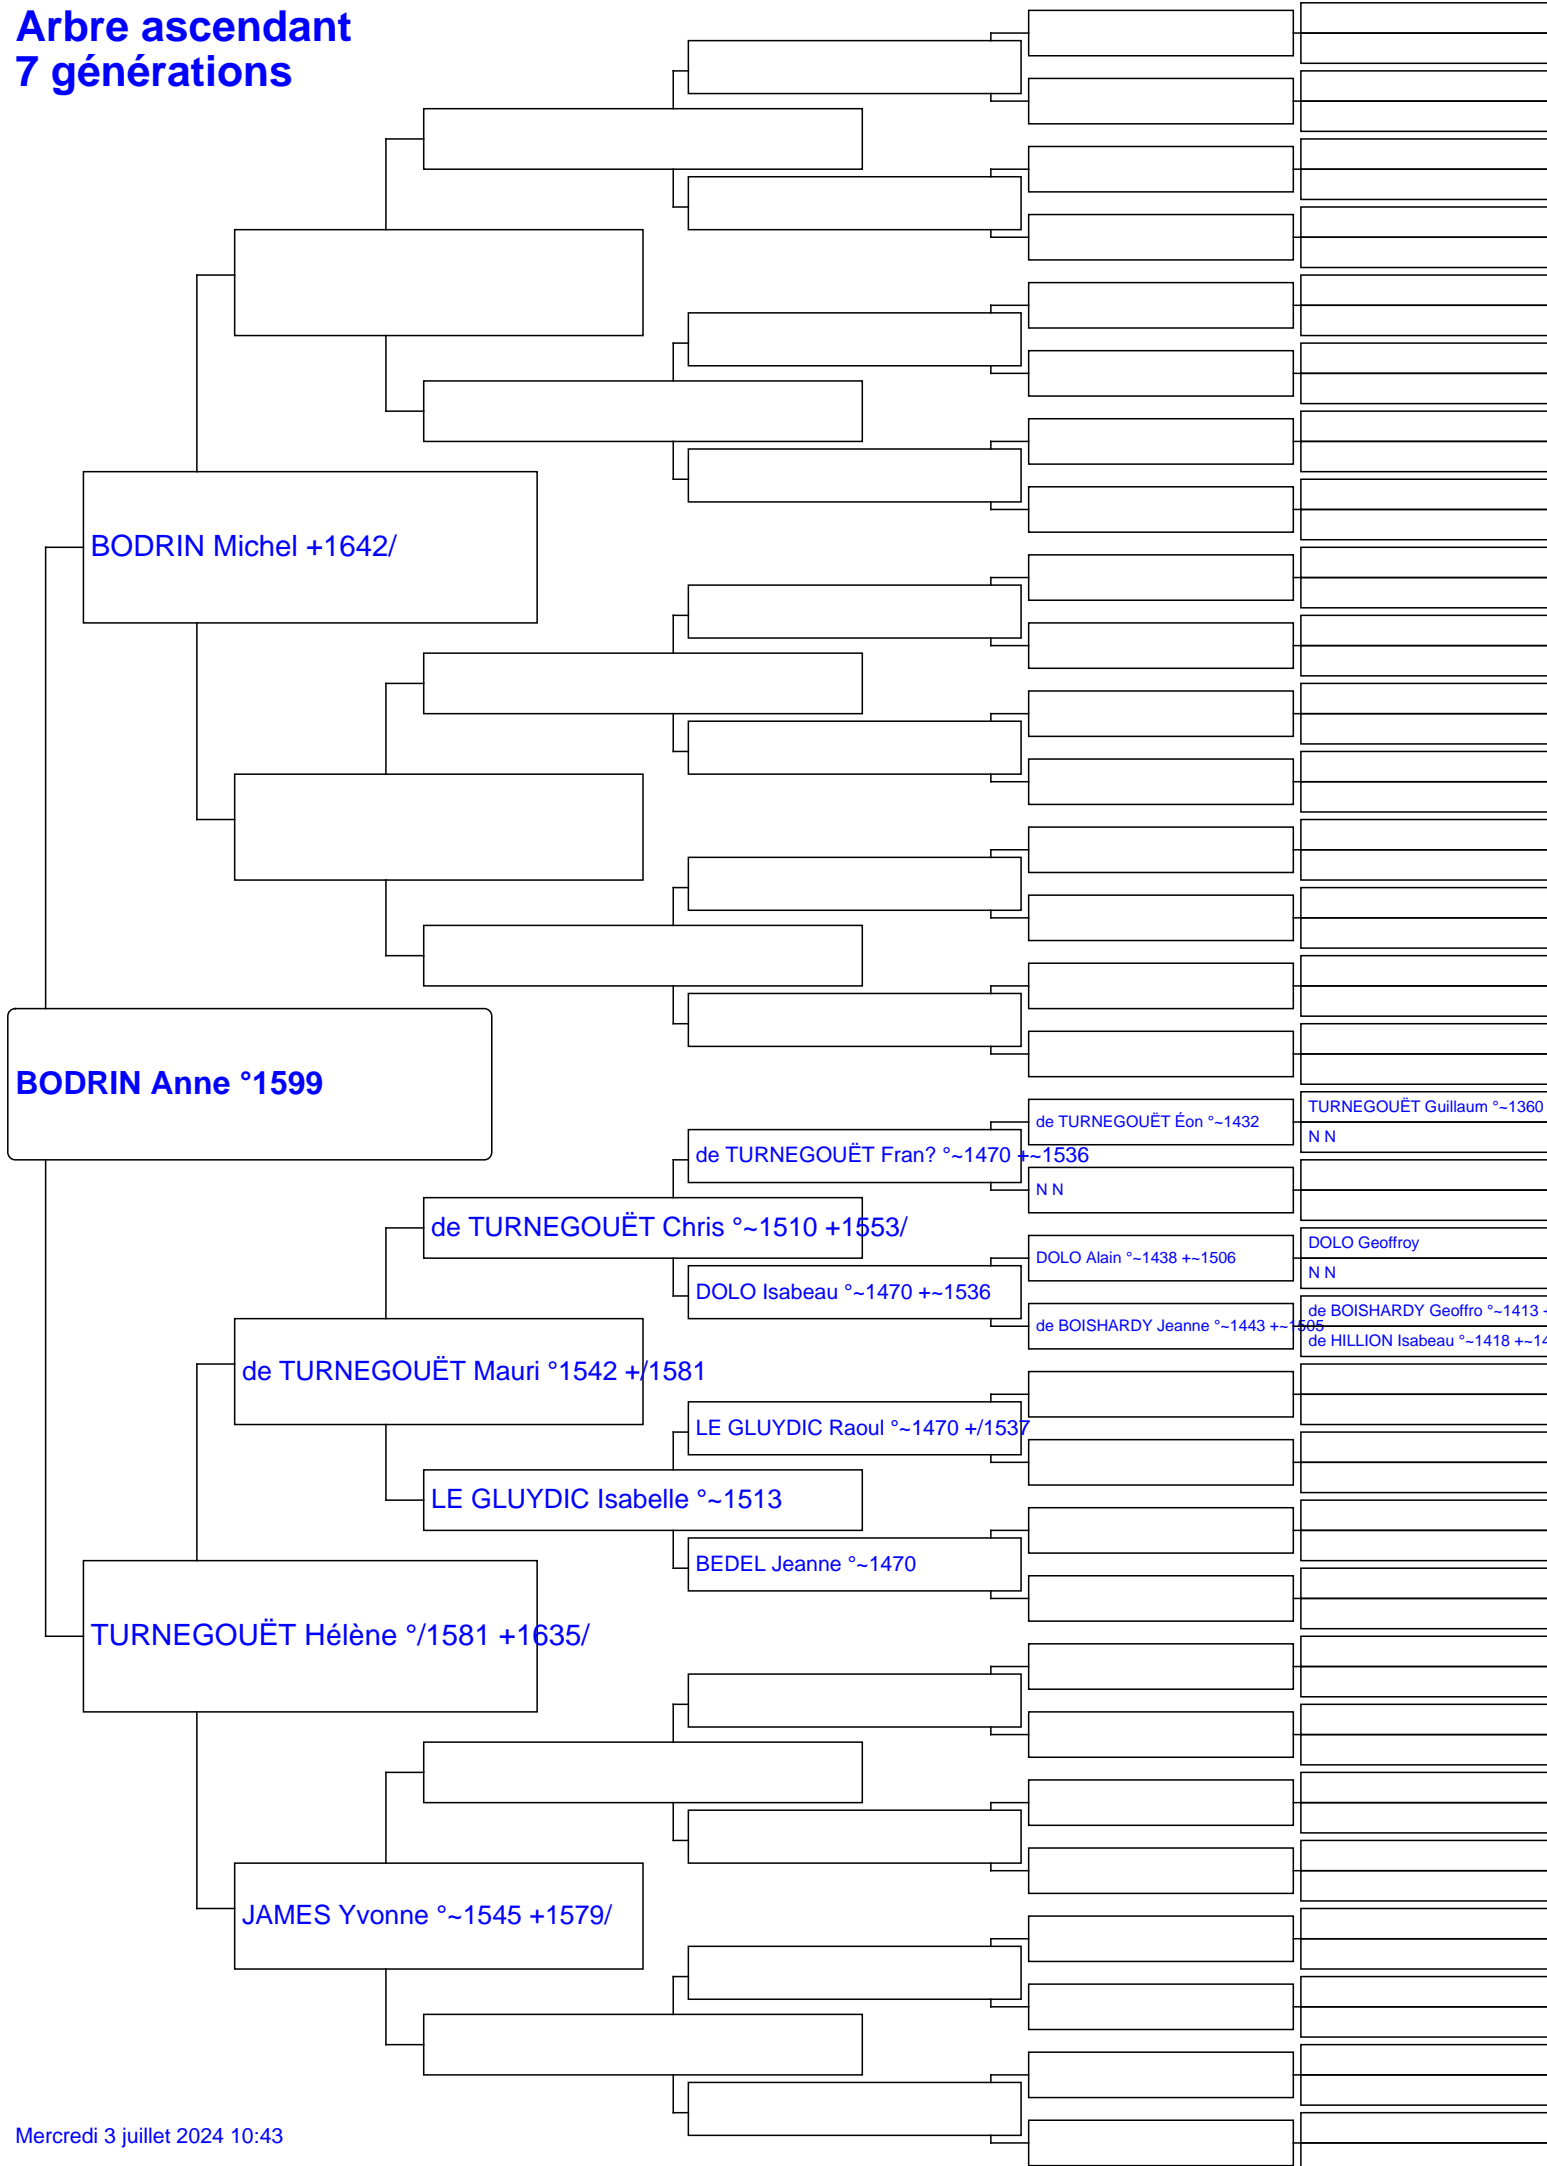 Arbre ascendant
7 générations
BODRIN Michel +1642/
BODRIN Anne °1599
TURNEGOUËT Guillaum °~1360
de TURNEGOUËT Éon °~1432
N N
de TURNEGOUËT Fran? °~1470 +~1536
N N
de TURNEGOUËT Chris °~1510 +1553/
DOLO Geoffroy
DOLO Alain °~1438 +~1506
N N
DOLO Isabeau °~1470 +~1536
de BOISHARDY Geoffro °~1413 +
de BOISHARDY Jeanne °~1443 +~1505
de HILLION Isabeau °~1418 +~14
de TURNEGOUËT Mauri °1542 +/1581
LE GLUYDIC Raoul °~1470 +/1537
LE GLUYDIC Isabelle °~1513
BEDEL Jeanne °~1470
TURNEGOUËT Hélène °/1581 +1635/
JAMES Yvonne °~1545 +1579/
Mercredi 3 juillet 2024 10:43